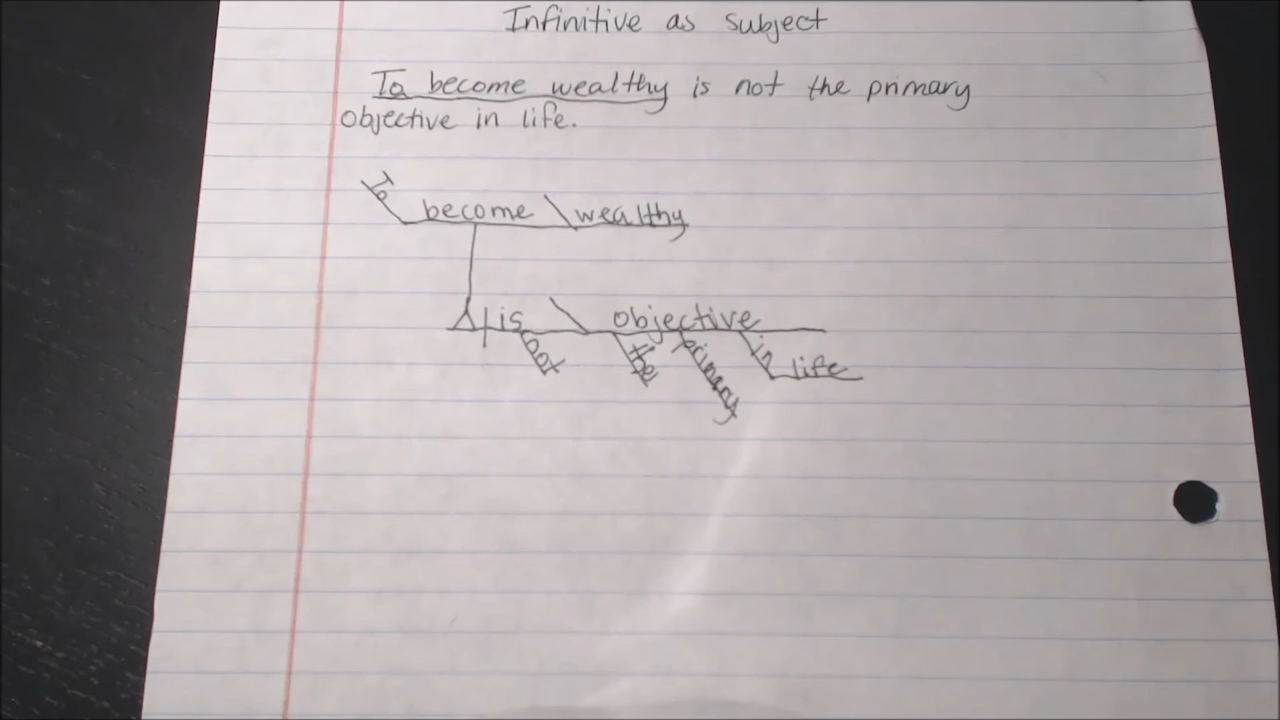 Infinitive as subject
To become wealthy is not the primary
objective in life.
To become wealthy
is objective
not the primary in life